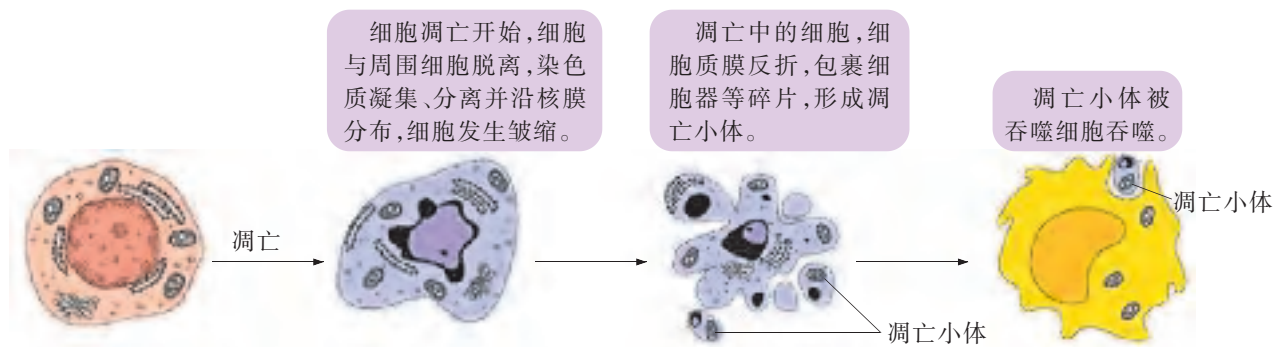 细胞凋亡开始,细胞
与周围细胞脱离,染色
质凝集、分离并沿核膜
分布,细胞发生皱缩。
凋亡中的细胞,细
胞质膜反折,包裹细
胞器等碎片,形成凋
亡小体。
凋亡小体被
吞噬细胞吞噬。
凋亡
凋亡小体
凋亡小体